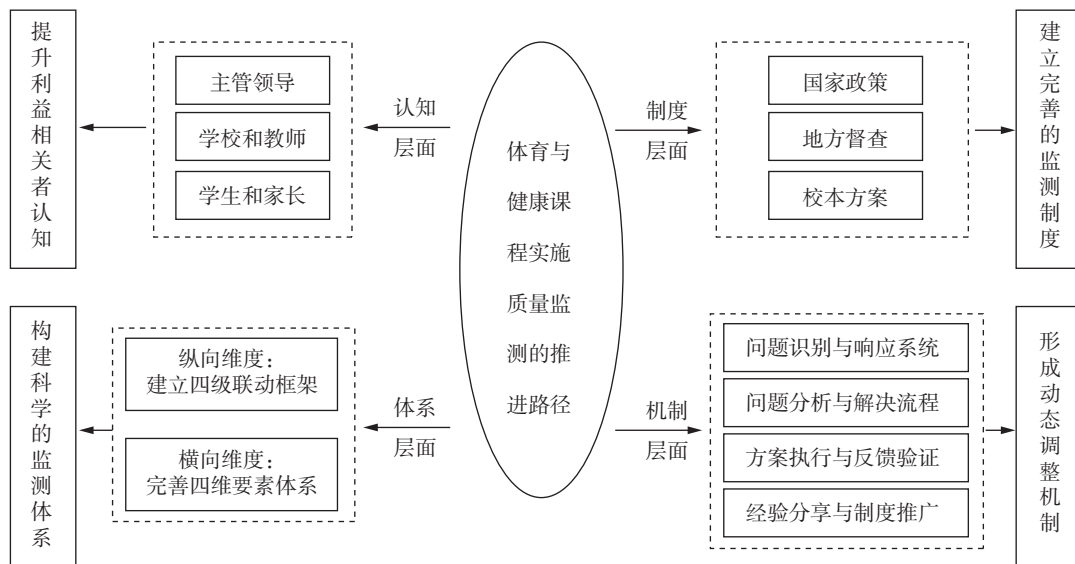 提升利益相关者认知
主管领导
学校和教师
学生和家长
认知
层面
体育与
健康课
程实施
质量监
测的推
进路径
制度
层面
国家政策
地方督查
校本方案
建立完善的监测制度
构建科学的监测体系
纵向维度：
建立四级联动框架
横向维度：
完善四维要素体系
体系
层面
机制
层面
问题识别与响应系统
问题分析与解决流程
方案执行与反馈验证
经验分享与制度推广
形成动态调整机制